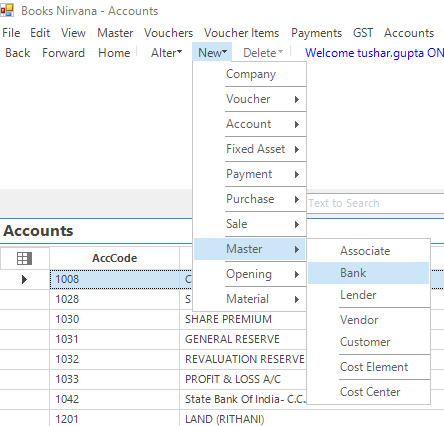 Books Nirvana - Accounts
File Edit View Master Vouchers Voucher Items Payments GST Accounts
Back Forward Home Alter New Delete Welcome tushar.gupta ON
Company
Voucher
Account
Fixed Asset
Payment
Purchase
Text to Search
Sale
Accounts
Master
Associate
AccCode
Bank
Opening
1008 C
Lender
Material
1028 S
1030 SHARE PREMIUM
Vendor
1031 GENERAL RESERVE
Customer
1032 REVALUATION RESERVE
Cost Element
1033 PROFIT & LOSS A/C
Cost Center
1042 State Bank Of India- C.C.
1201 LAND (RITHANI)